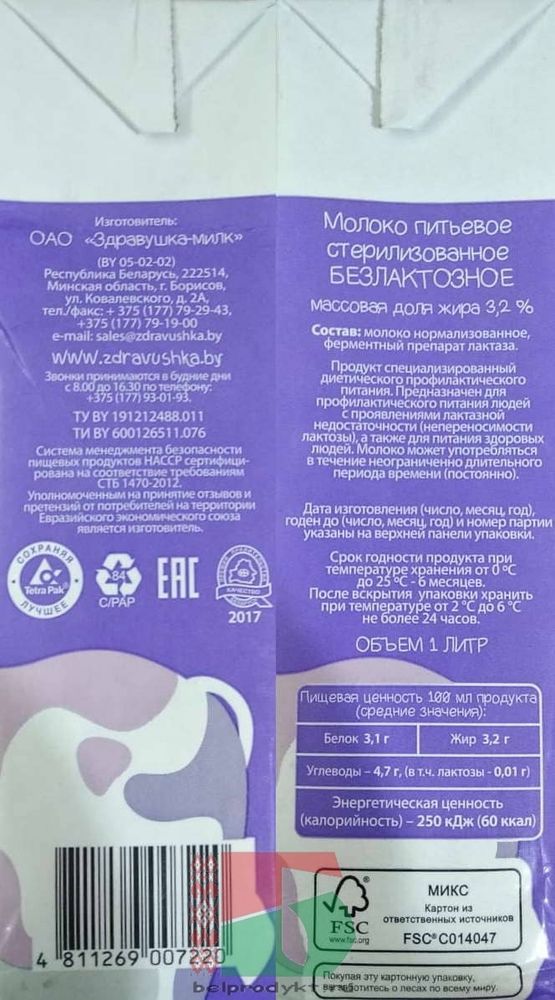 Изготовитель:
ОАО «Здравушка-милк»
(BY 05-02-02)
Республика Беларусь, 222514,
Минская область, г. Борисов,
ул. Ковалевского, д. 2А,
тел./факс: + 375 (177) 79-29-43,
+375 (177) 79-19-00
e-mail: sales@zdravushka.by
www.zdravushka.by
Звонки принимаются в будние дни
с 8.00 до 16.30 по телефону:
+375 (177) 93-01-93.
ТУ BY 191212488.011
ТИ BY 600126511.076
Система менеджмента безопасности
пищевых продуктов НАССР сертифици-
рована на соответствие требованиям
СТБ 1470-2012.
Уполномоченным на принятие отзывов и
претензий от потребителей на территории
Евразийского экономического союза
является изготовитель.
СОХРАНЯЯ
Tetra Pak
ЛУЧШЕЕ
84
C/PAP
EAC
КАЧЕСТВО
2017
4 811269 007220
Молоко питьевое
стерилизованное
БЕЗЛАКТОЗНОЕ
массовая доля жира 3,2 %
Состав: молоко нормализованное,
ферментный препарат лактаза.
Продукт специализированный
диетического профилактического
питания. Предназначен для
профилактического питания людей
с проявлениями лактазной
недостаточности (непереносимости
лактозы), а также для питания здоровых
людей. Молоко может употребляться
в течение неограниченно длительного
периода времени (постоянно).
Дата изготовления (число, месяц, год),
годен до (число, месяц, год) и номер партии
указаны на верхней панели упаковки.
Срок годности продукта при
температуре хранения от 0 °С
до 25 °С - 6 месяцев.
После вскрытия упаковки хранить
при температуре от 2 °С до 6 °С
не более 24 часов.
ОБЪЕМ 1 ЛИТР
Пищевая ценность 100 мл продукта
(средние значения):
Белок 3,1 г
Жир 3,2 г
Углеводы – 4,7 г, (в т.ч. лактозы - 0,01 г)
Энергетическая ценность
(калорийность) – 250 кДж (60 ккал)
FSC
www.fsc.org
МИКС
Картон из
ответственных источников
FSC® C014047
Покупая эту картонную упаковку,
вы заботитесь о лесах по всему миру.